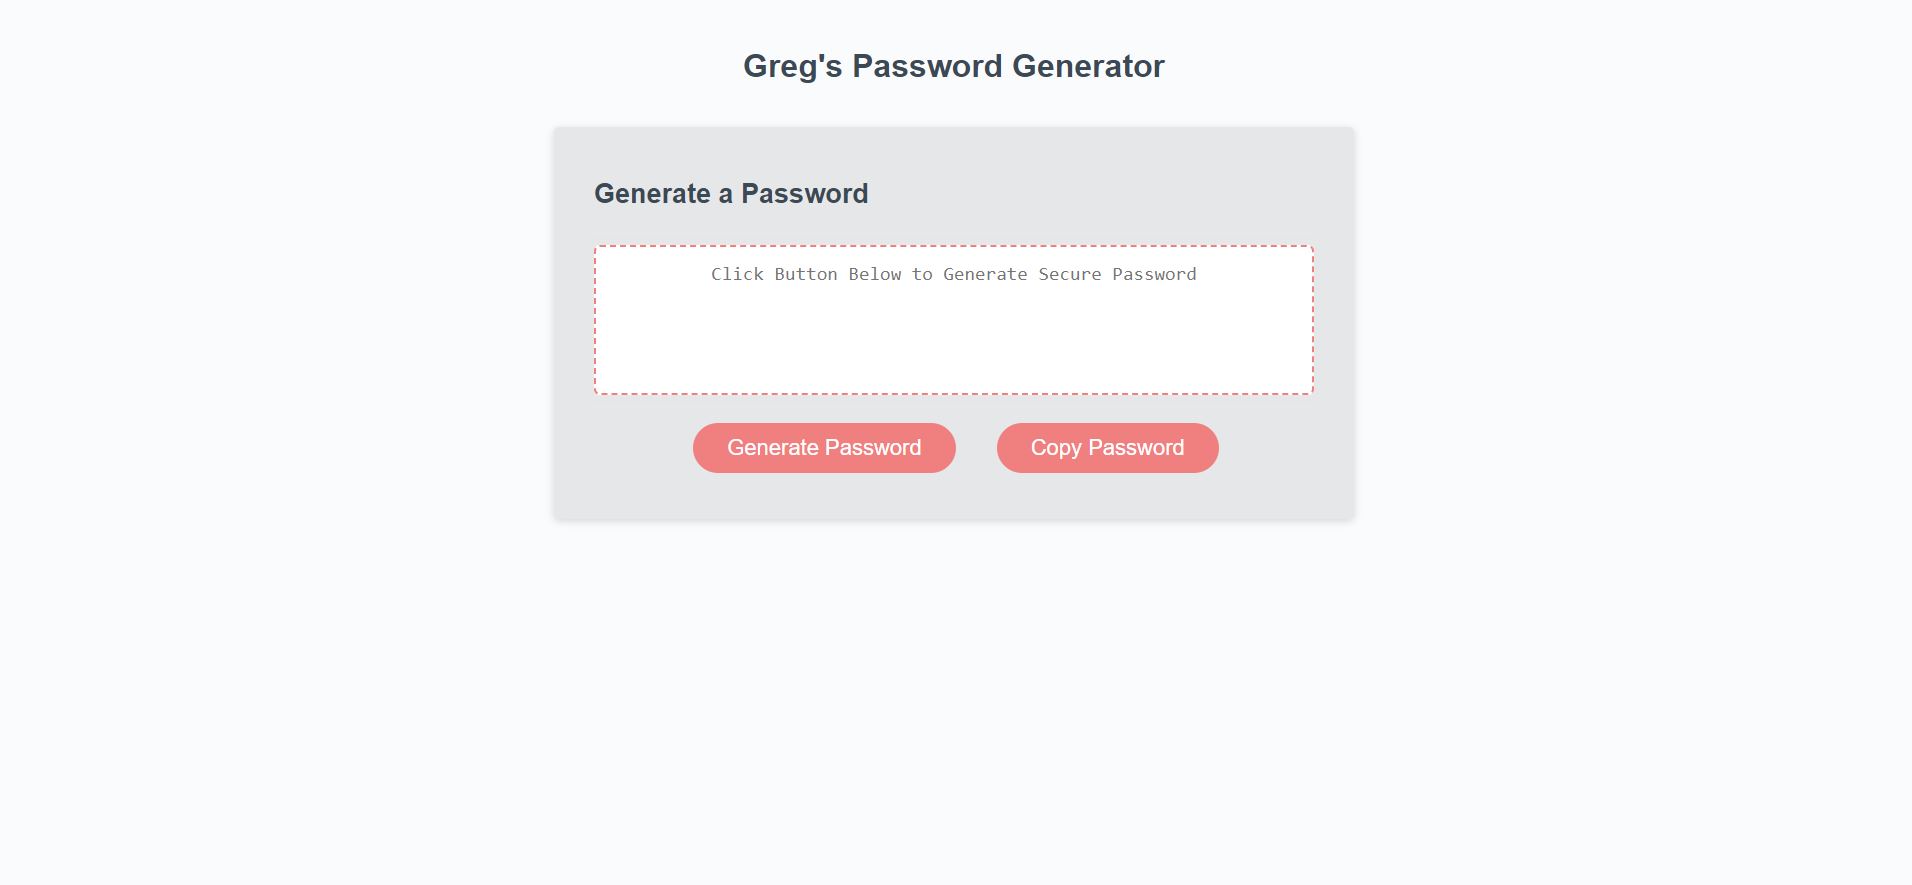 Greg's Password Generator
Generate a Password
Click Button Below to Generate Secure Password
Generate Password
Copy Password